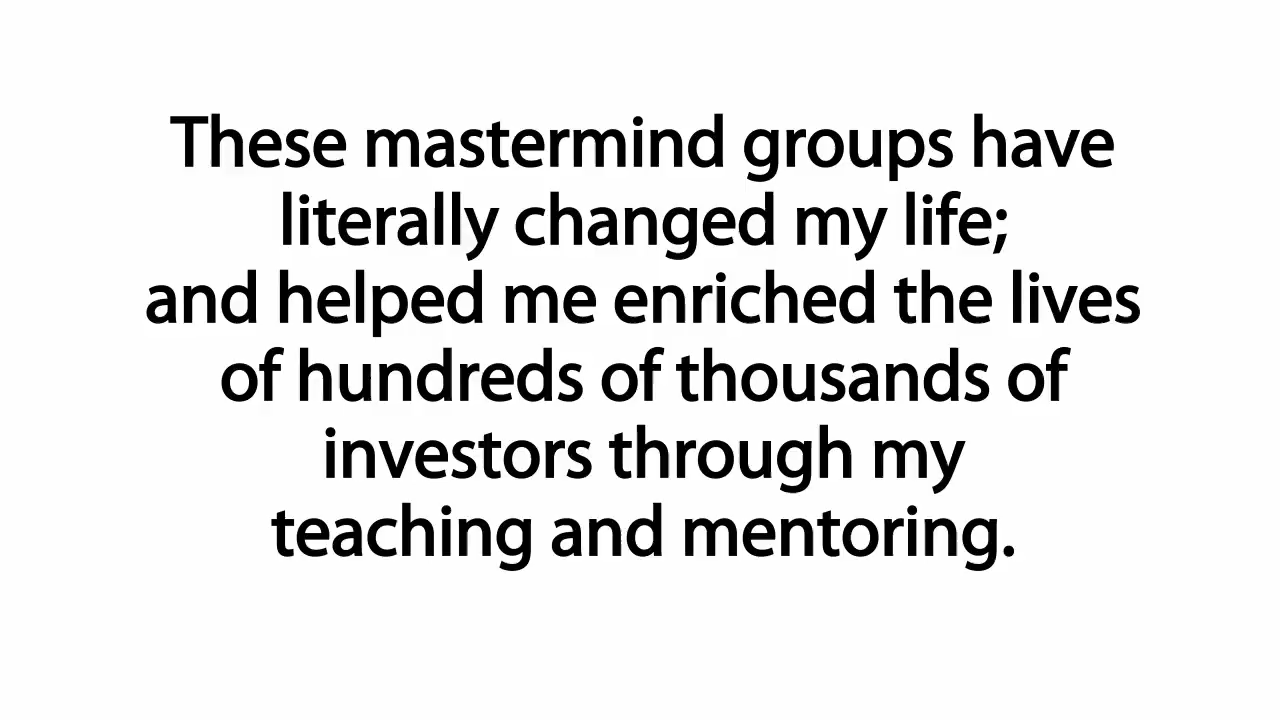 These mastermind groups have
literally changed my life;
and helped me enriched the lives
of hundreds of thousands of
investors through my
teaching and mentoring.